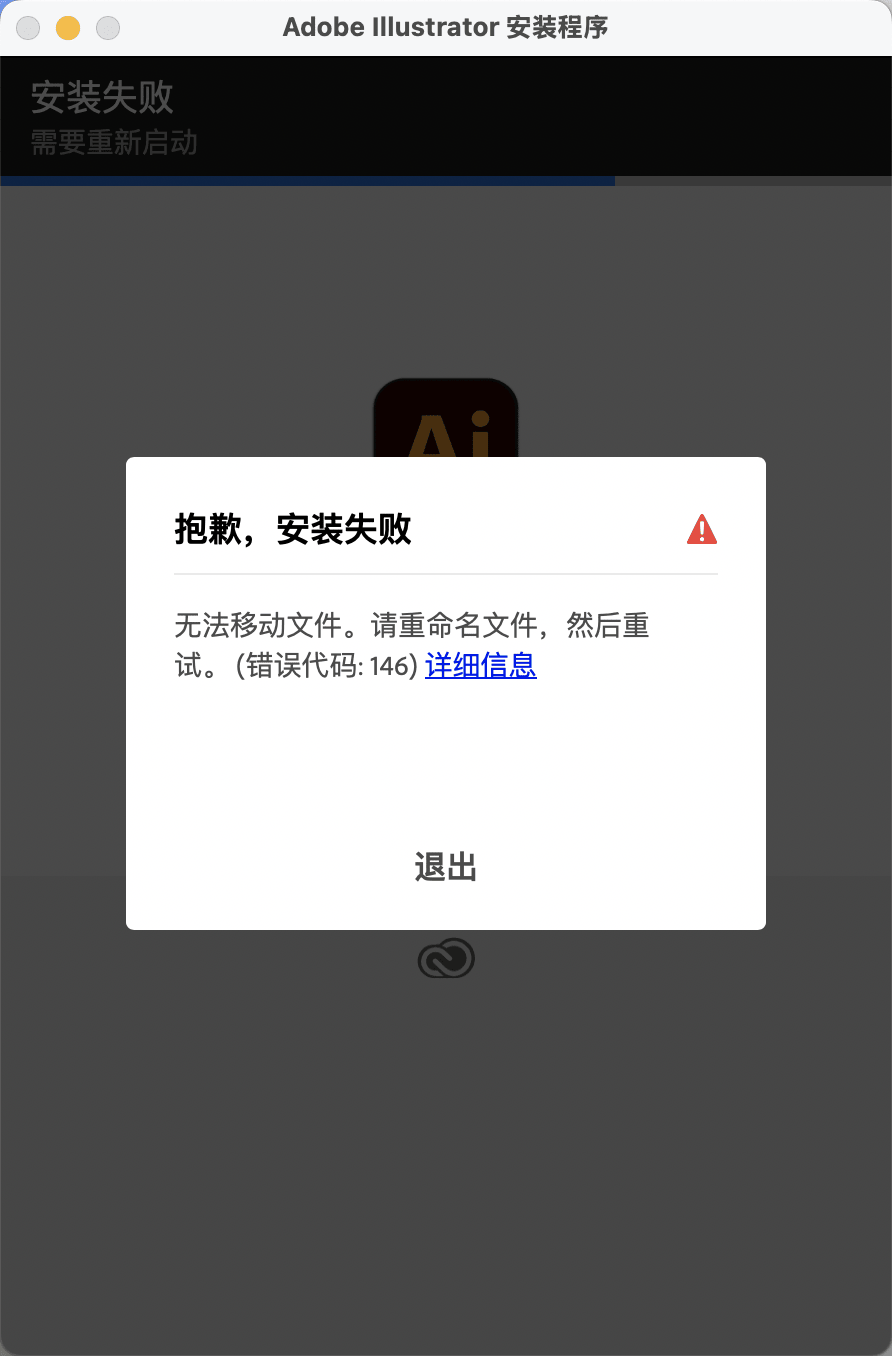 Adobe Illustrator 安装程序
安装失败
需要重新启动
Ai
抱歉，安装失败
无法移动文件。请重命名文件，然后重
试。 (错误代码: 146) 详细信息
退出